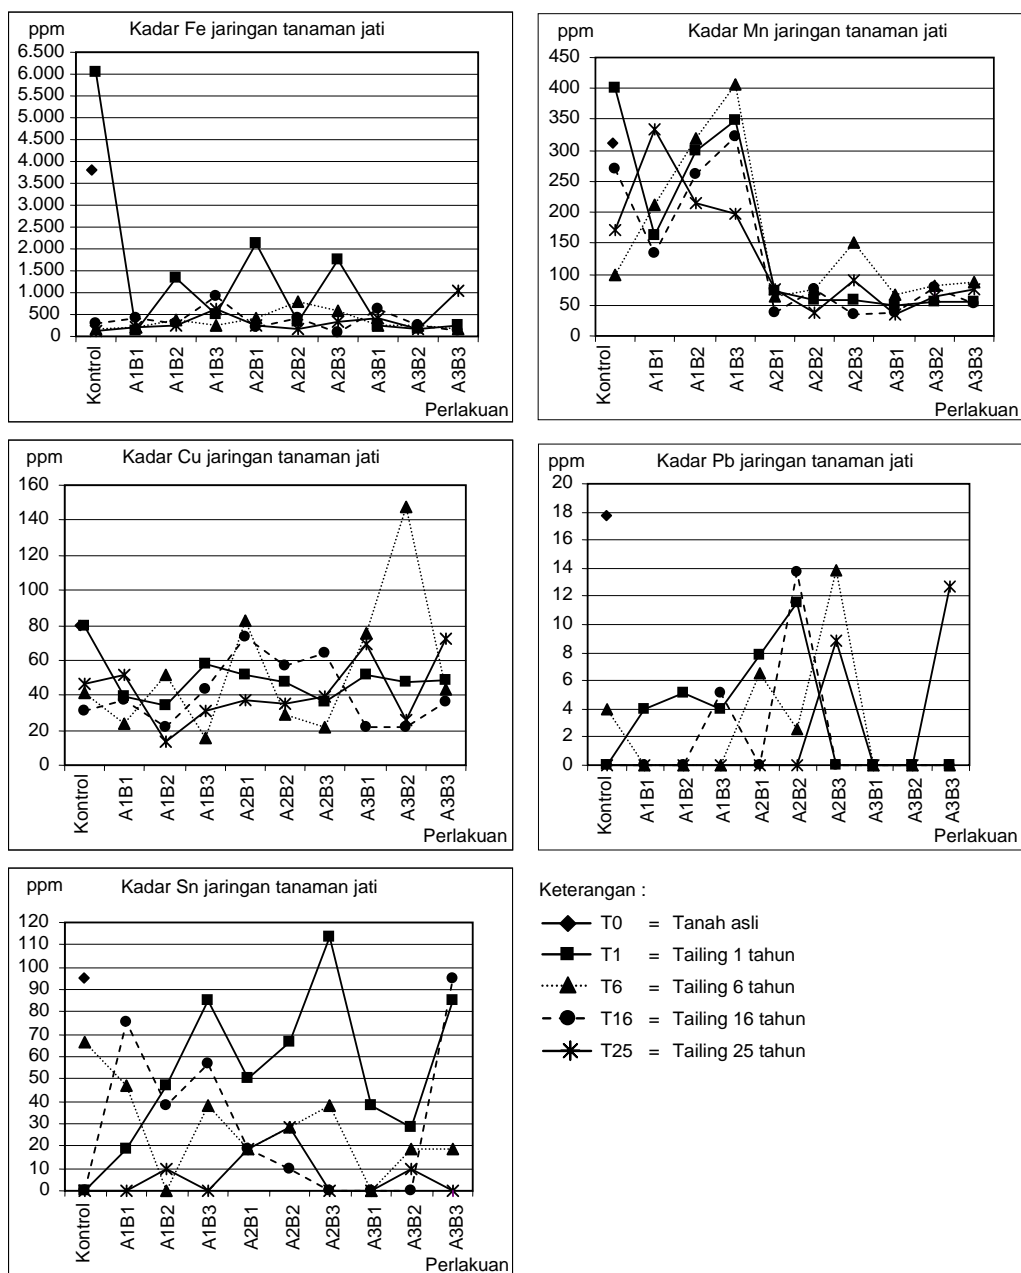 ppm
Kadar Fe jaringan tanaman jati
6.500
6.000
5.500
5.000
4.500
4.000
3.500
3.000
2.500
2.000
1.500
1.000
500
0
Kontrol
A1B1
A1B2
A1B3
A2B1
A2B2
A2B3
A3B1
A3B2
A3B3
Perlakuan
ppm
Kadar Mn jaringan tanaman jati
450
400
350
300
250
200
150
100
50
0
Kontrol
A1B1
A1B2
A1B3
A2B1
A2B2
A2B3
A3B1
A3B2
A3B3
Perlakuan
ppm
Kadar Cu jaringan tanaman jati
160
140
120
100
80
60
40
20
0
Kontrol
A1B1
A1B2
A1B3
A2B1
A2B2
A2B3
A3B1
A3B2
A3B3
Perlakuan
ppm
Kadar Pb jaringan tanaman jati
20
18
16
14
12
10
8
6
4
2
0
Kontrol
A1B1
A1B2
A1B3
A2B1
A2B2
A2B3
A3B1
A3B2
A3B3
Perlakuan
ppm
Kadar Sn jaringan tanaman jati
120
110
100
90
80
70
60
50
40
30
20
10
0
Kontrol
A1B1
A1B2
A1B3
A2B1
A2B2
A2B3
A3B1
A3B2
A3B3
Perlakuan
Keterangan :
T0 = Tanah asli
T1 = Tailing 1 tahun
T6 = Tailing 6 tahun
T16 = Tailing 16 tahun
T25 = Tailing 25 tahun